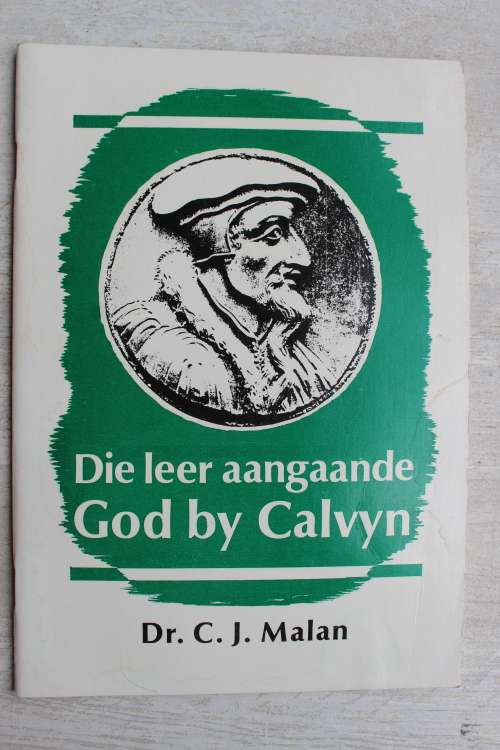 Die leer aangaande
God by Calvyn
Dr. C. J. Malan